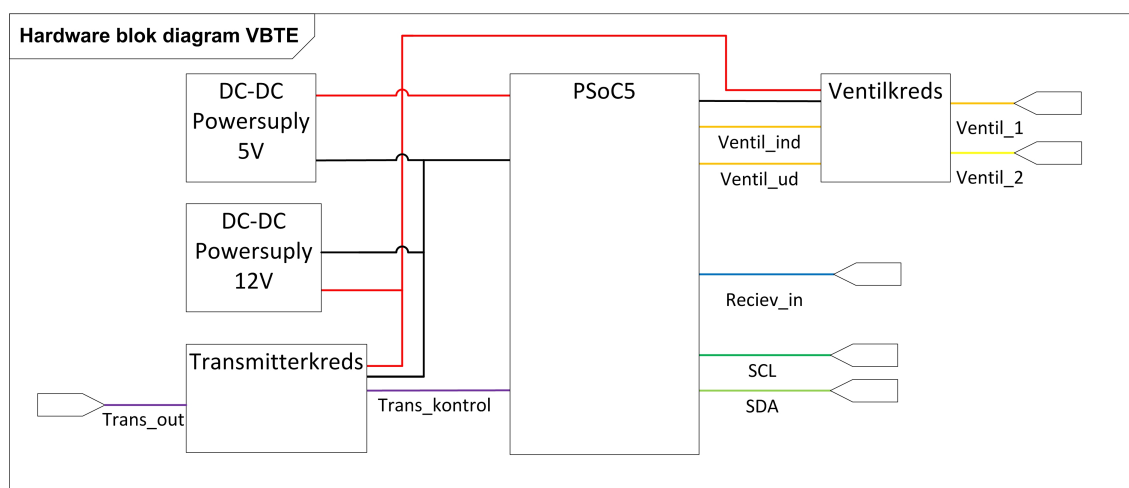 Hardware blok diagram VBTE
DC-DC
Powersuply
5V
PSoC5
Ventilkreds
Ventil_1
Ventil_ind
Ventil_ud
Ventil_2
DC-DC
Powersuply
12V
Reciev_in
Transmitterkreds
SCL
Trans_out
Trans_kontrol
SDA